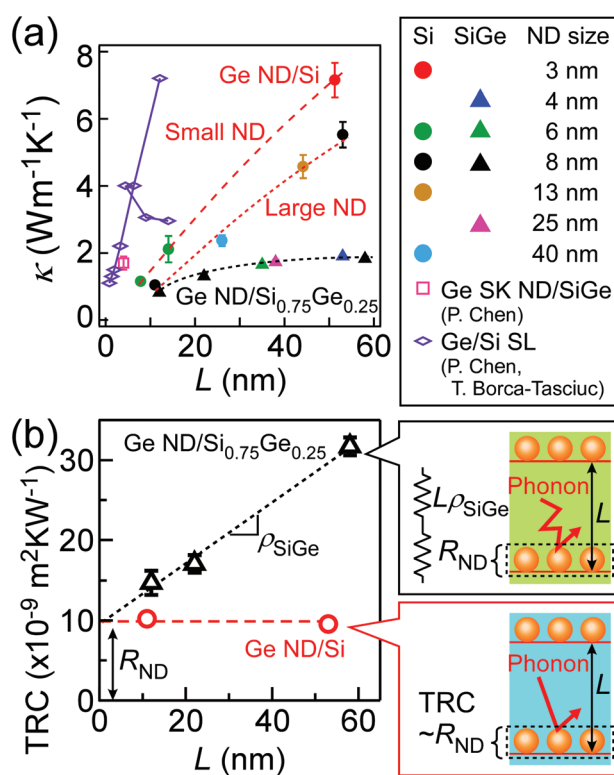 (a)
8
6
4
2
0
κ (Wm-1K-1)
Ge ND/Si
Small ND
Large ND
Ge ND/Si0.75Ge0.25
0 20 40 60
L (nm)
Si SiGe ND size
3 nm
4 nm
6 nm
8 nm
13 nm
25 nm
40 nm
Ge SK ND/SiGe
(P. Chen)
Ge/Si SL
(P. Chen,
T. Borca-Tasciuc)
(b)
Ge ND/Si0.75Ge0.25
30
20
10
0
TRC (x10-9 m2KW-1)
ρSiGe
Ge ND/Si
RND
0 20 40 60
L (nm)
LρSiGe
RND
Phonon
L
Phonon
L
TRC
~RND